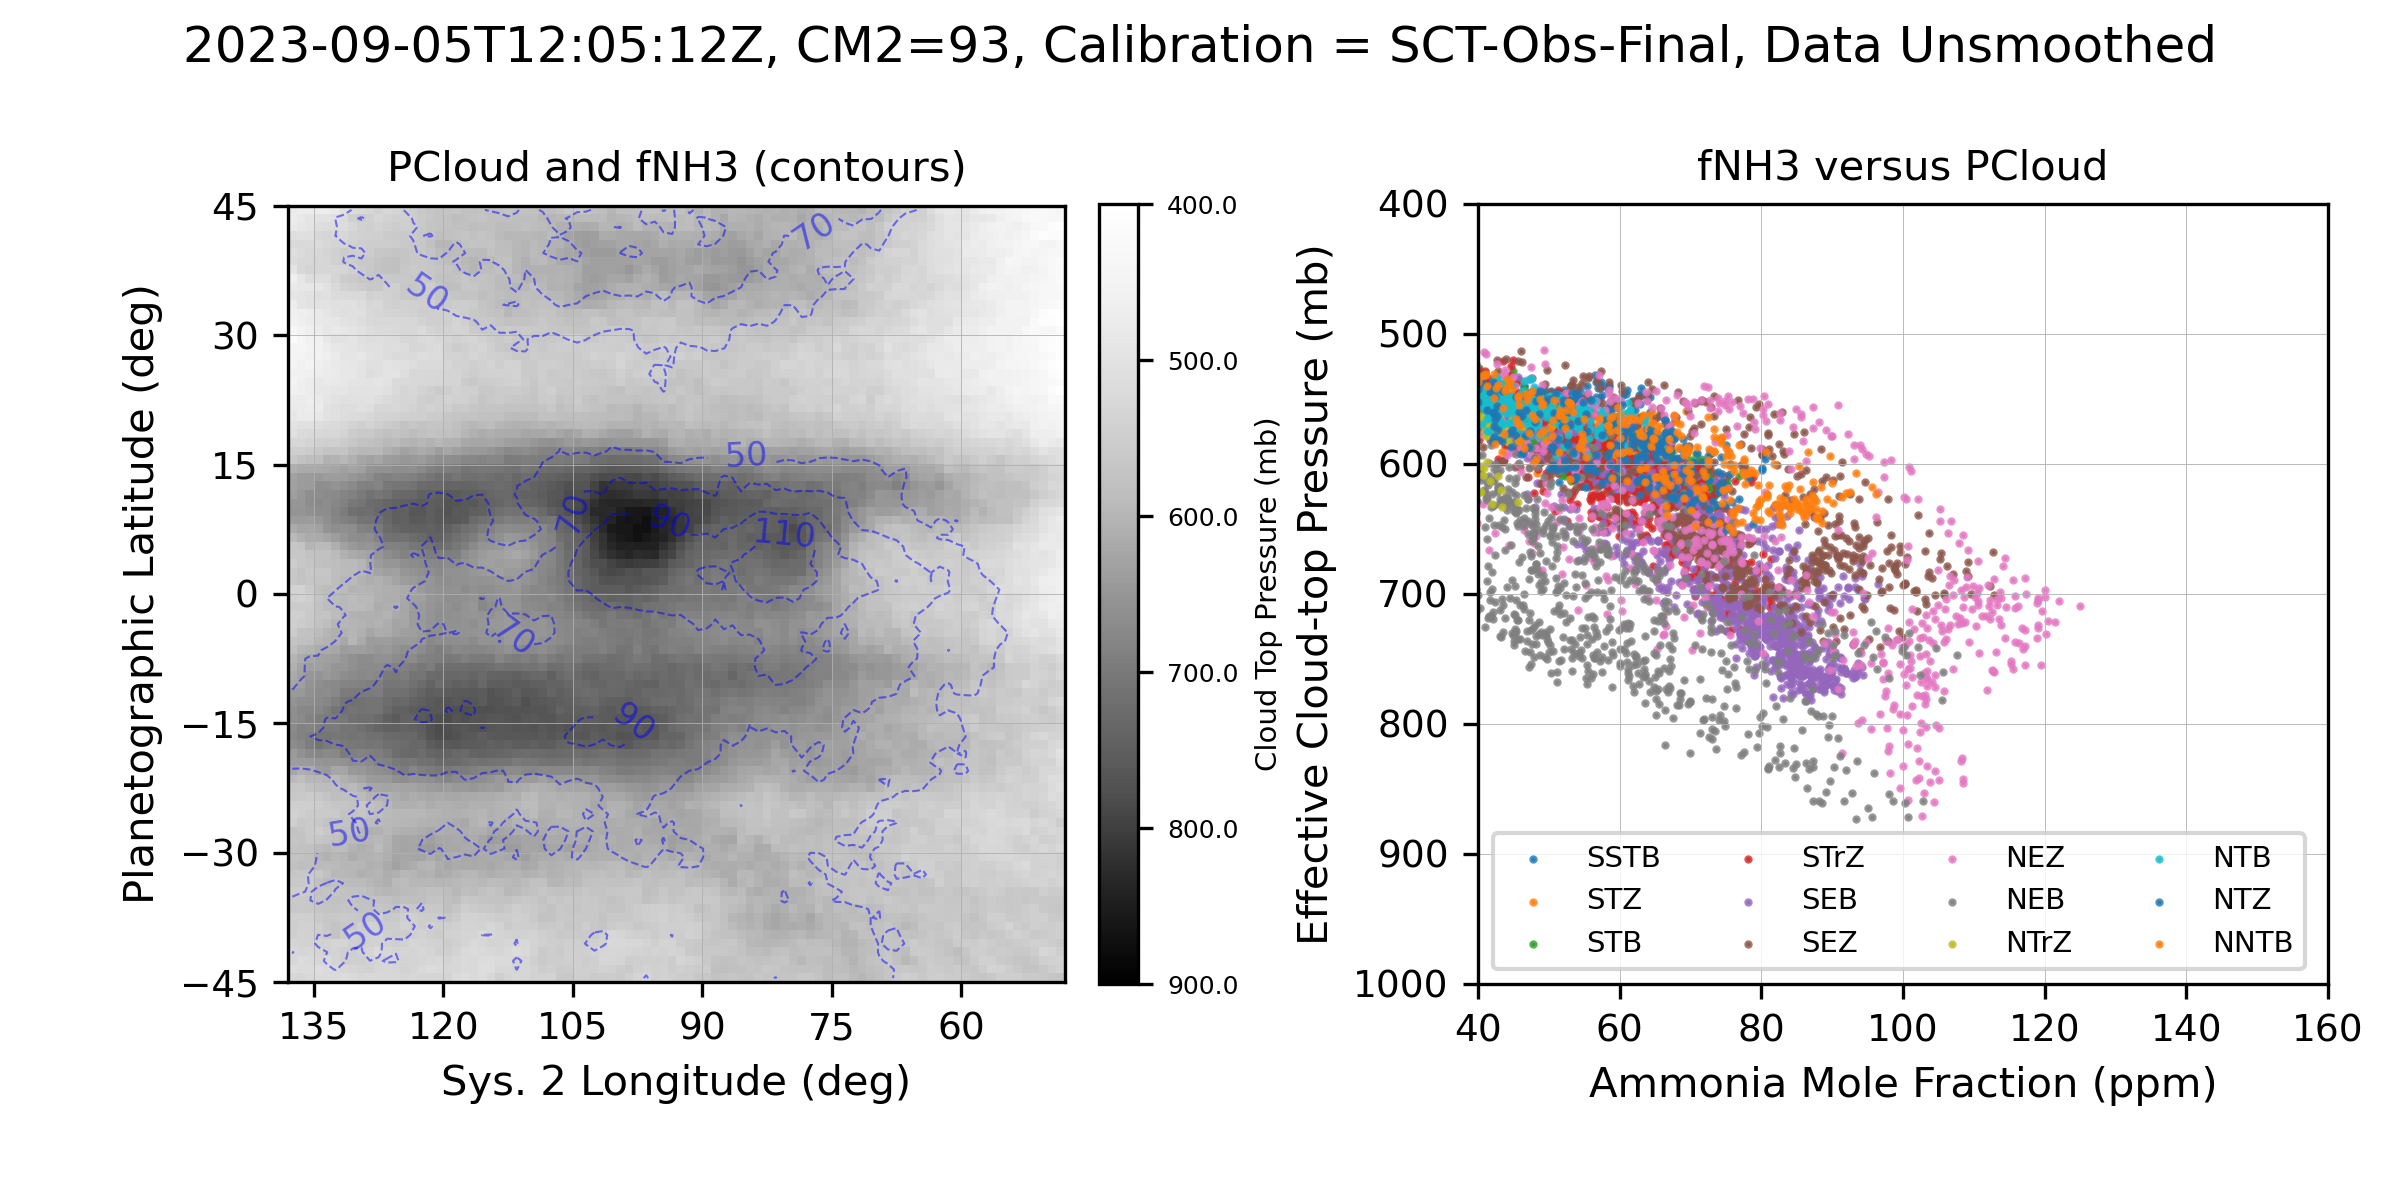 2023-09-05T12:05:12Z, CM2=93, Calibration = SCT-Obs-Final, Data Unsmoothed
PCloud and fNH3 (contours)
45
30
15
0
−15
−30
−45
135
120
105
90
75
60
Planetographic Latitude (deg)
Sys. 2 Longitude (deg)
70
50
50
70
90
110
70
90
50
50
400.0
500.0
600.0
700.0
800.0
900.0
Cloud Top Pressure (mb)
fNH3 versus PCloud
400
500
600
700
800
900
1000
40
60
80
100
120
140
160
Effective Cloud-top Pressure (mb)
Ammonia Mole Fraction (ppm)
SSTB
STZ
STB
STrZ
SEB
SEZ
NEZ
NEB
NTrZ
NTB
NTZ
NNTB